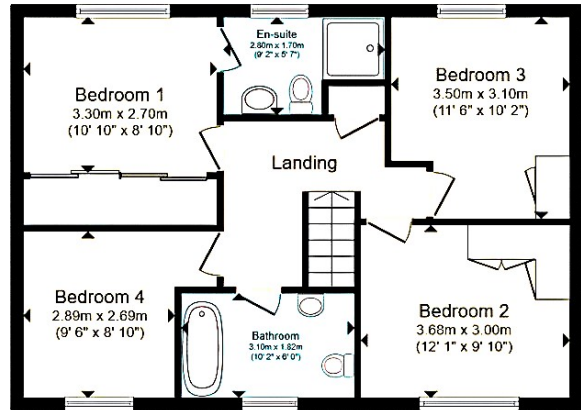 Bedroom 1
3.30m x 2.70m
(10' 10" x 8' 10")
En-suite
2.80m x 1.70m
(9' 2" x 5' 7")
Bedroom 3
3.50m x 3.10m
(11' 6" x 10' 2")
Landing
Bedroom 4
2.89m x 2.69m
(9' 6" x 8' 10")
Bathroom
3.10m x 1.82m
(10' 2" x 6' 0")
Bedroom 2
3.68m x 3.00m
(12' 1" x 9' 10")